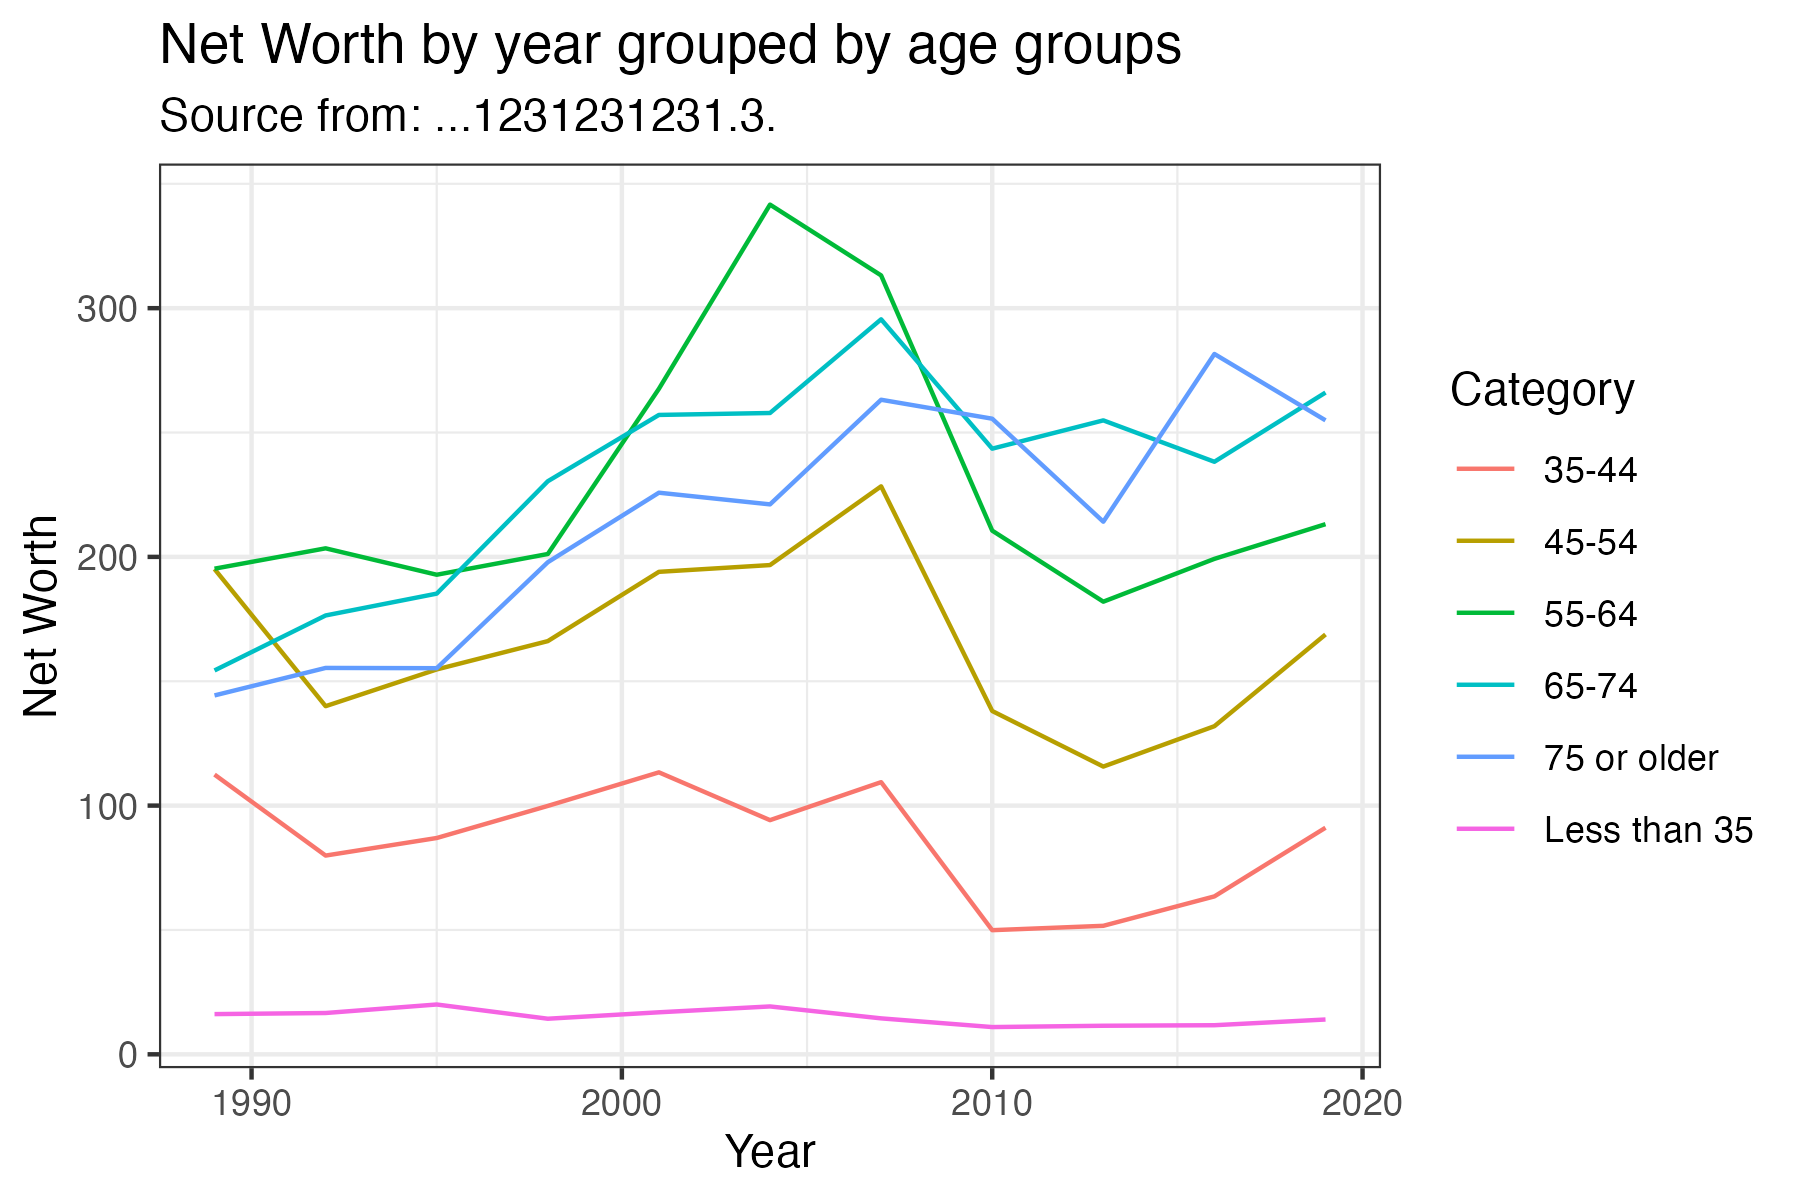 Net Worth by year grouped by age groups
Source from: ...1231231231.3.
Net Worth
300
200
100
0
1990 2000 2010 2020
Year
Category
35-44
45-54
55-64
65-74
75 or older
Less than 35